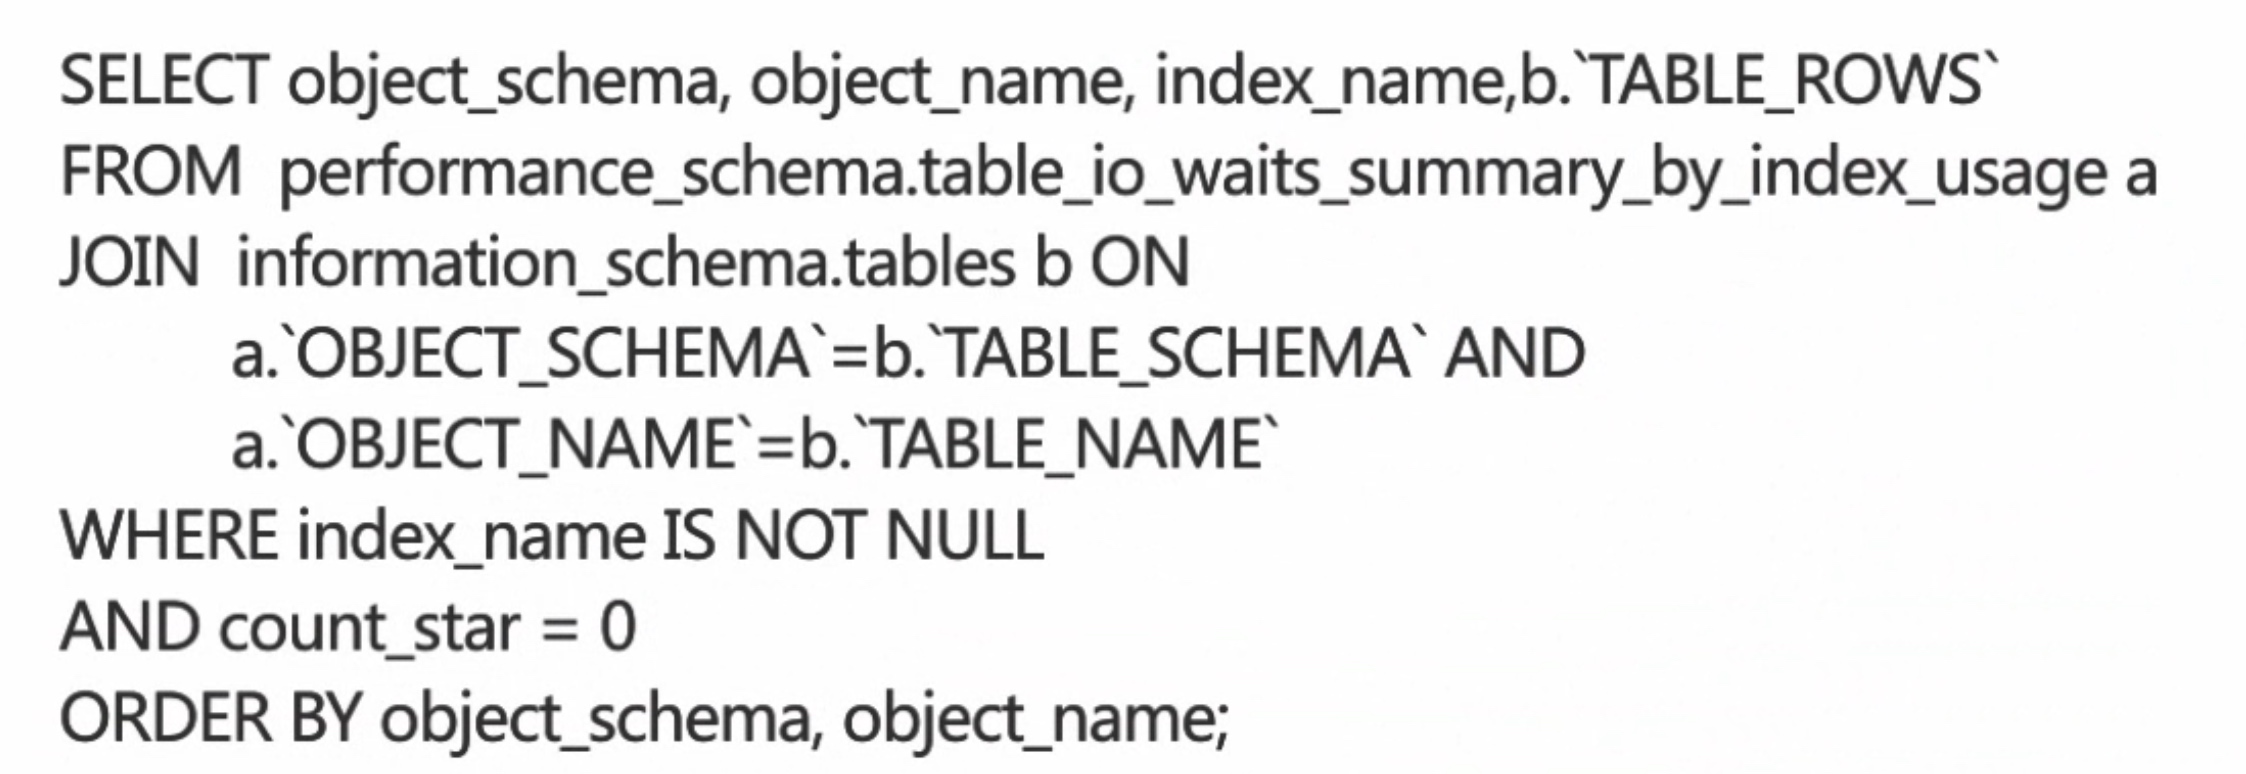 SELECT object_schema, object_name, index_name,b.`TABLE_ROWS`
FROM  performance_schema.table_io_waits_summary_by_index_usage a
JOIN  information_schema.tables b ON
a.`OBJECT_SCHEMA`=b.`TABLE_SCHEMA` AND
a.`OBJECT_NAME`=b.`TABLE_NAME`
WHERE index_name IS NOT NULL
AND count_star = 0
ORDER BY object_schema, object_name;